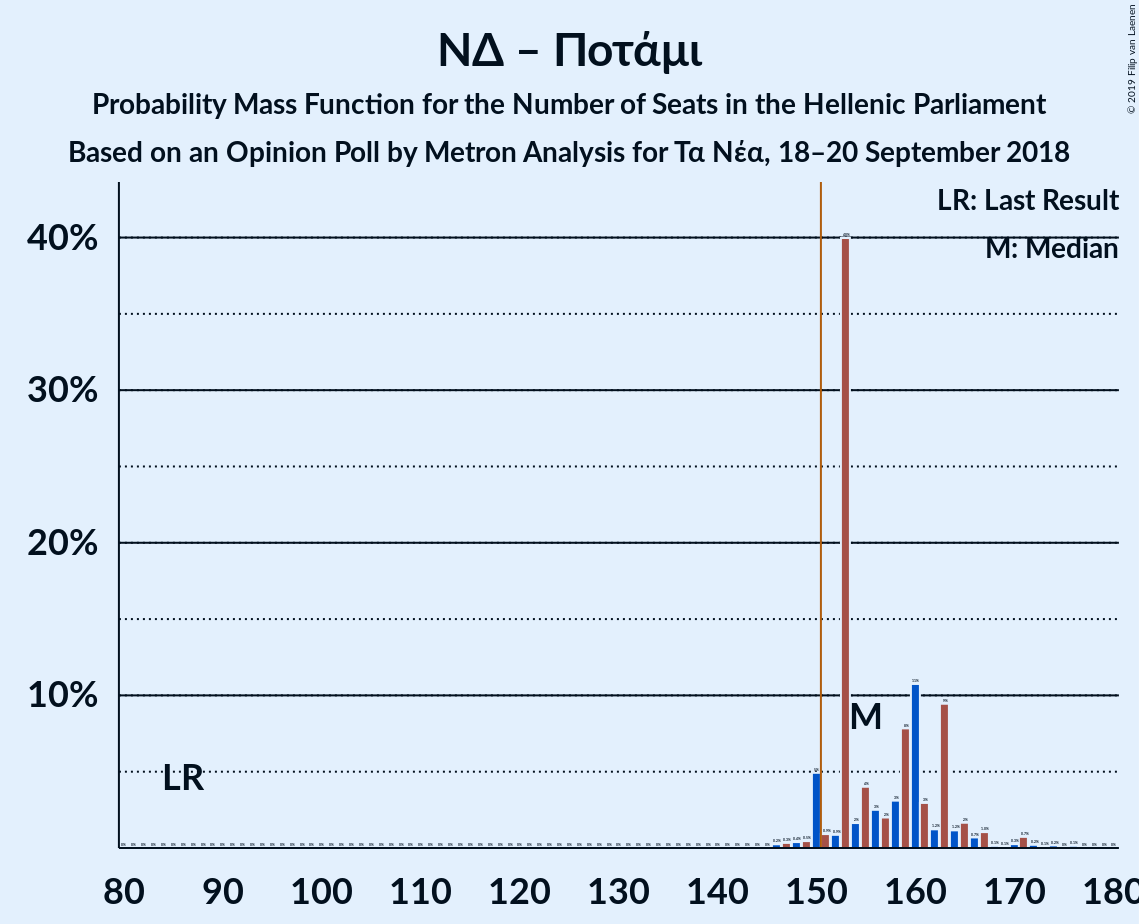 ΝΔ – Ποτάμι
Probability Mass Function for the Number of Seats in the Hellenic Parliament
Based on an Opinion Poll by Metron Analysis for Τα Νέα, 18–20 September 2018
© 2019 Filip van Laenen
LR: Last Result
M: Median
40%
30%
20%
10%
LR
M
80 90 100 110 120 130 140 150 160 170 180